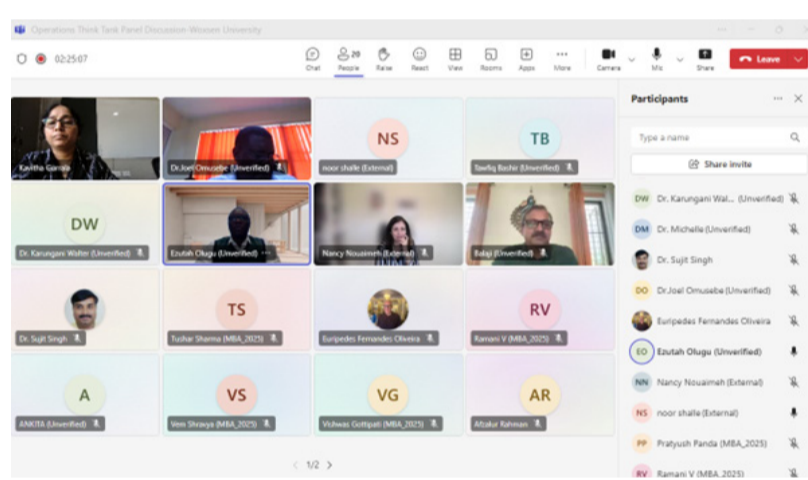 Operations Think Tank Panel Discussion-Woxsen University
02:25:07
Chat
20
People
Raise
React
View
Rooms
Apps
More
Camera
Mic
Share
Leave
Kavitha Gurrala
Dr.Joel Omusebe (Unverified)
NS
noor shalle (External)
TB
Tawfiq Bashir (Unverified)
DW
Dr. Karungani Walter (Unverified)
Ezutah Olugu (Unverified)
Nancy Nouaimeh (External)
Balaji (Unverified)
Dr. Sujit Singh
TS
Tushar Sharma (MBA_2025)
Euripedes Fernandes Oliveira
RV
Ramani V (MBA_2025)
A
ANKITA (Unverified)
VS
Vem Shravya (MBA_2025)
VG
Vishwas Gottipati (MBA_2025)
AR
Afzalur Rahman
1/2
Participants
Type a name
Share invite
DW Dr. Karungani Wal... (Unverified)
DM Dr. Michelle (Unverified)
Dr. Sujit Singh
DO Dr.Joel Omusebe (Unverified)
Euripedes Fernandes Oliveira
EO Ezutah Olugu (Unverified)
NN Nancy Nouaimeh (External)
NS noor shalle (External)
PP Pratyush Panda (MBA_2025)
RV Ramani V (MBA_2025)